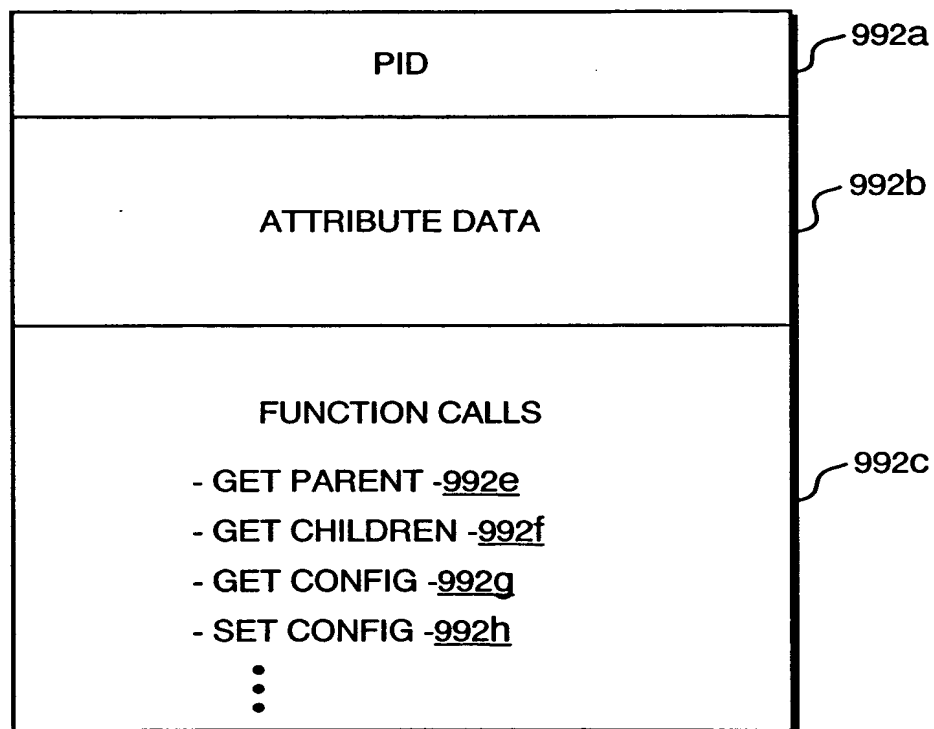 PID
992a
ATTRIBUTE DATA
992b
FUNCTION CALLS
- GET PARENT -992e
- GET CHILDREN -992f
- GET CONFIG -992g
- SET CONFIG -992h
992c